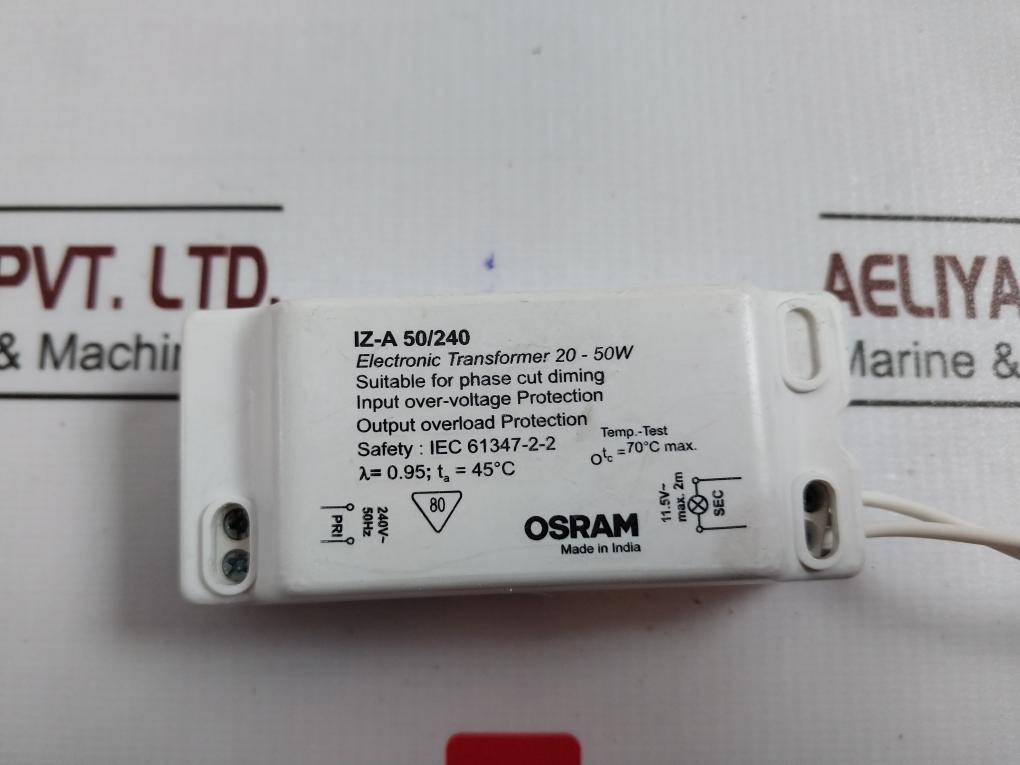 PVT. LTD.
& Machin
AELIYA
Marine &
IZ-A 50/240
Electronic Transformer 20 - 50W
Suitable for phase cut diming
Input over-voltage Protection
Output overload Protection
Safety : IEC 61347-2-2
λ= 0.95; ta = 45°C
Temp.-Test
tc =70°C max.
PRI
240V~
50Hz
80
OSRAM
Made in India
11.5V~
max. 2m
SEC